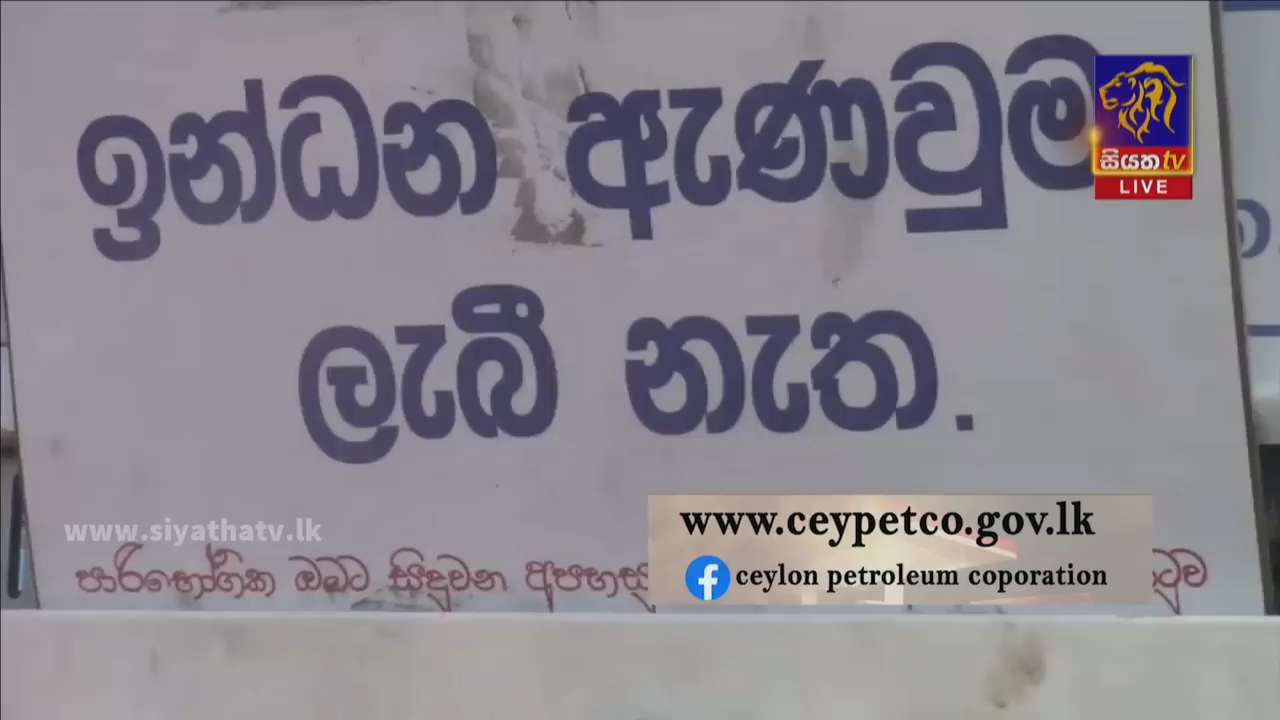 ඉන්ධන ඇණවුම
ලැබී නැත.
පාරිභෝගික ඔබට සිදුවන
සියත tv
LIVE
www.siyathatv.lk
www.ceypetco.gov.lk
ceylon petroleum coporation